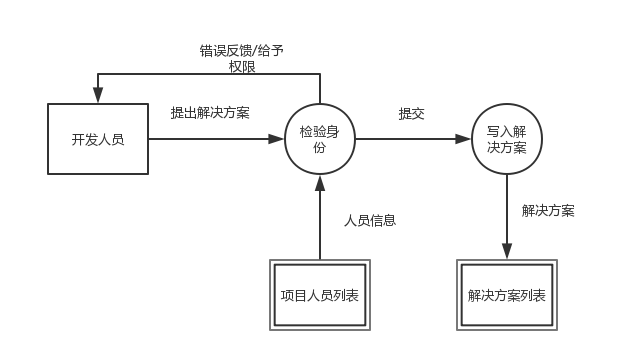 错误反馈/给予
权限
提出解决方案
提交
开发人员
检验身
份
写入解
决方案
人员信息
解决方案
项目人员列表
解决方案列表